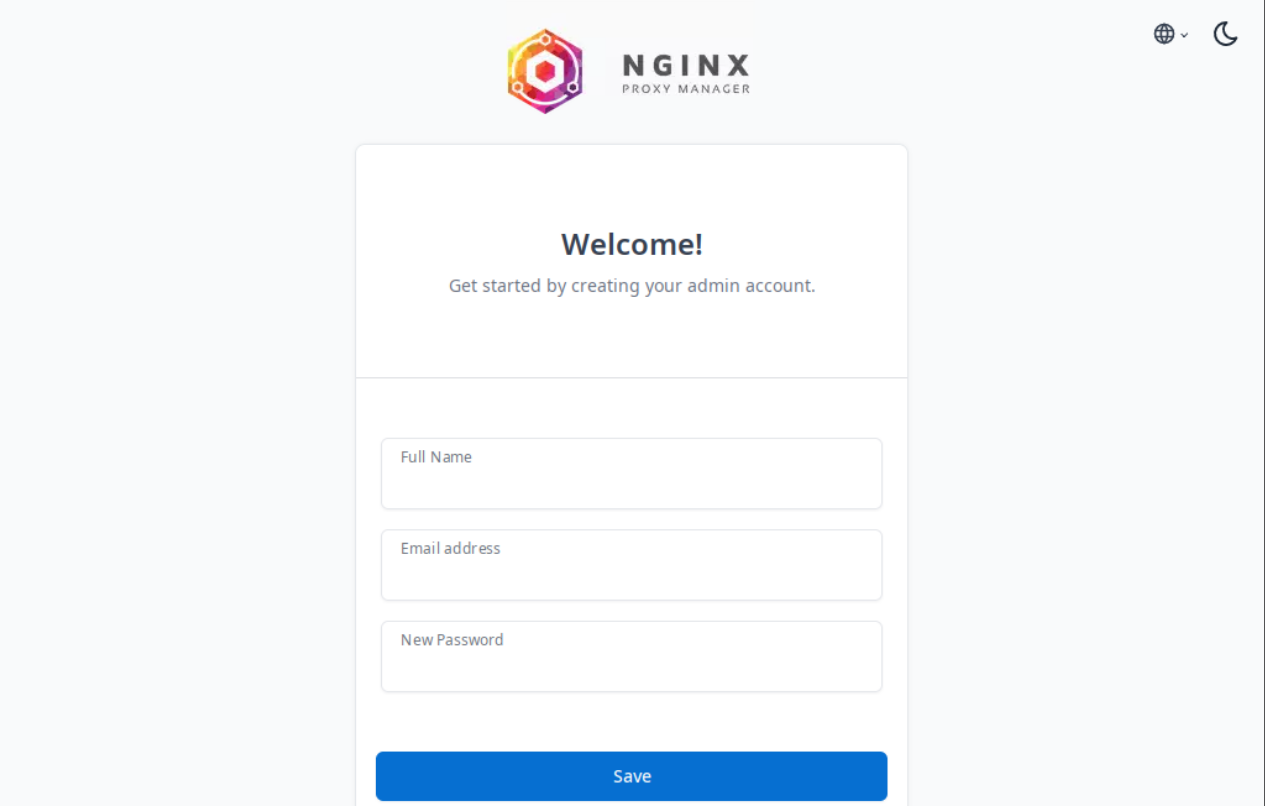 NGINX
PROXY MANAGER
Welcome!
Get started by creating your admin account.
Full Name
Email address
New Password
Save